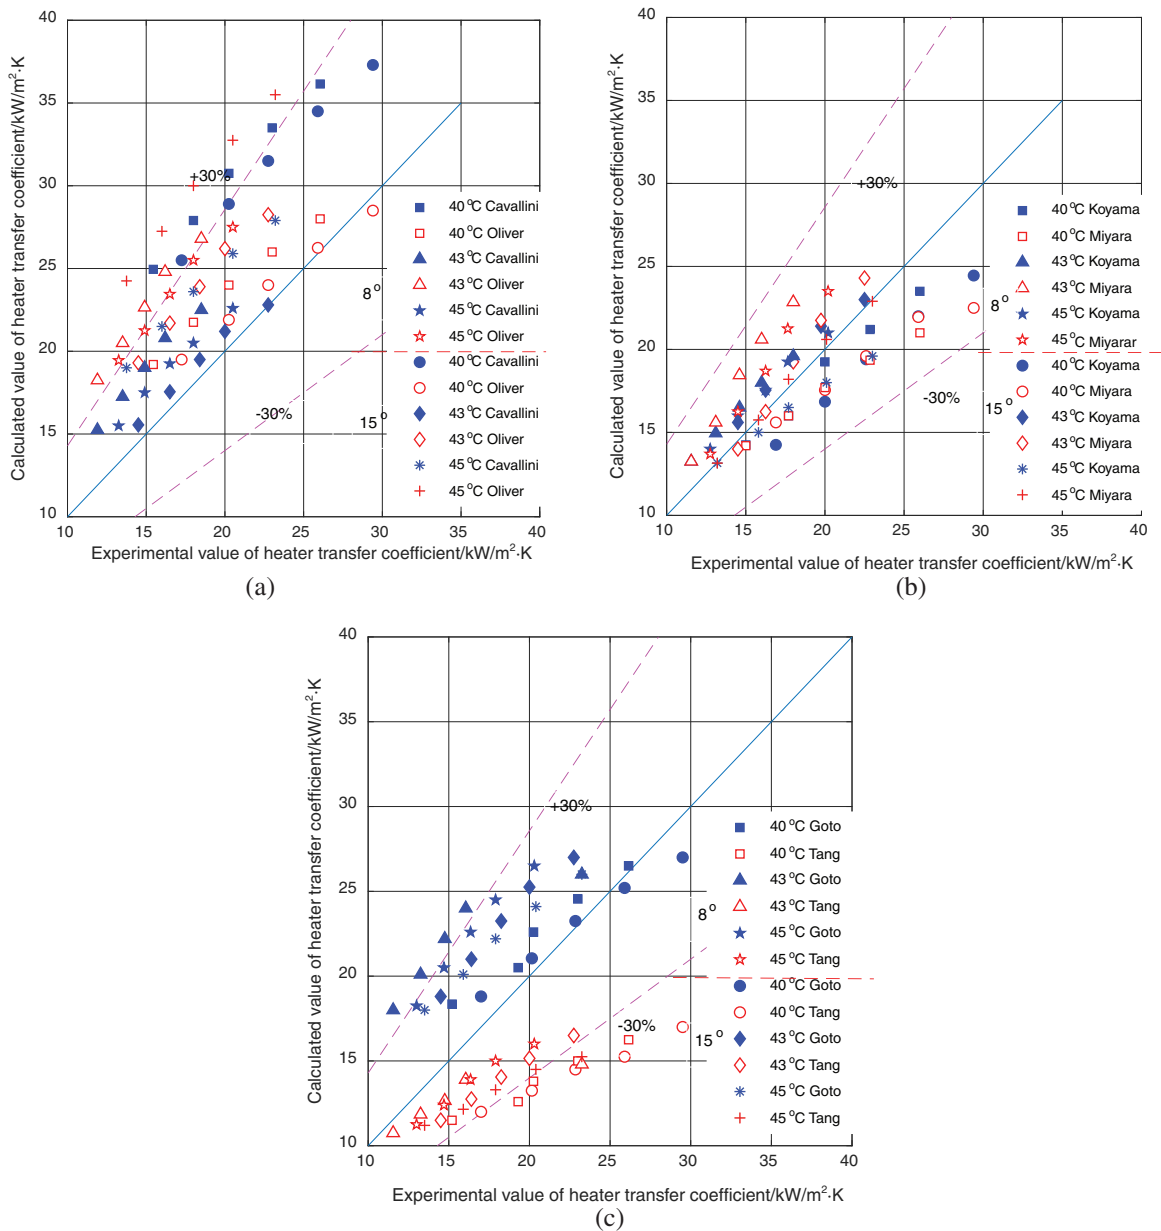 Calculated value of heater transfer coefficient/kW/m²·K
40
35
30
25
20
15
10
+30%
-30%
8°
15°
40 °C Cavallini
40 °C Oliver
43 °C Cavallini
43 °C Oliver
45 °C Cavallini
45 °C Oliver
40 °C Cavallini
40 °C Oliver
43 °C Cavallini
43 °C Oliver
45 °C Cavallini
45 °C Oliver
10 15 20 25 30 35 40
Experimental value of heater transfer coefficient/kW/m²·K
(a)
Calculated value of heater transfer coefficient/kW/m²·K
40
35
30
25
20
15
10
+30%
-30%
8°
15°
40 °C Koyama
40 °C Miyara
43 °C Koyama
43 °C Miyara
45 °C Koyama
45 °C Miyarar
40 °C Koyama
40 °C Miyara
43 °C Koyama
43 °C Miyara
45 °C Koyama
45 °C Miyara
10 15 20 25 30 35 40
Experimental value of heater transfer coefficient/kW/m²·K
(b)
Calculated value of heater transfer coefficient/kW/m²·K
40
35
30
25
20
15
10
+30%
-30%
8°
15°
40 °C Goto
40 °C Tang
43 °C Goto
43 °C Tang
45 °C Goto
45 °C Tang
40 °C Goto
40 °C Tang
43 °C Goto
43 °C Tang
45 °C Goto
45 °C Tang
10 15 20 25 30 35 40
Experimental value of heater transfer coefficient/kW/m²·K
(c)